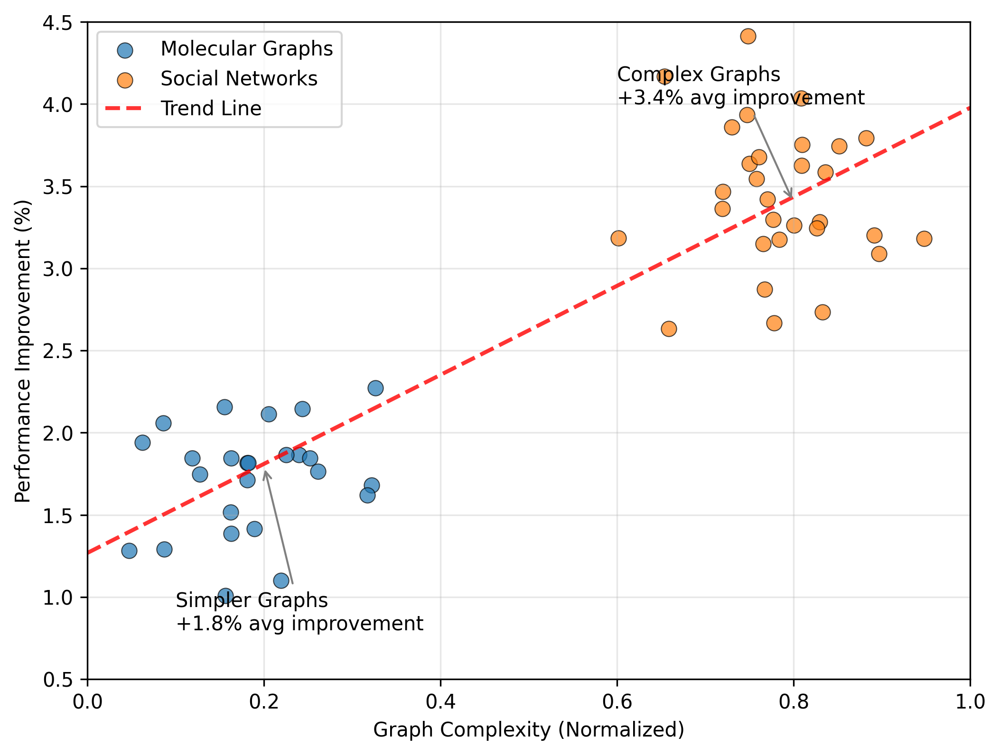 4.5
4.0
3.5
3.0
2.5
2.0
1.5
1.0
0.5
Performance Improvement (%)
Molecular Graphs
Social Networks
Trend Line
Complex Graphs
+3.4% avg improvement
Simpler Graphs
+1.8% avg improvement
0.0 0.2 0.4 0.6 0.8 1.0
Graph Complexity (Normalized)